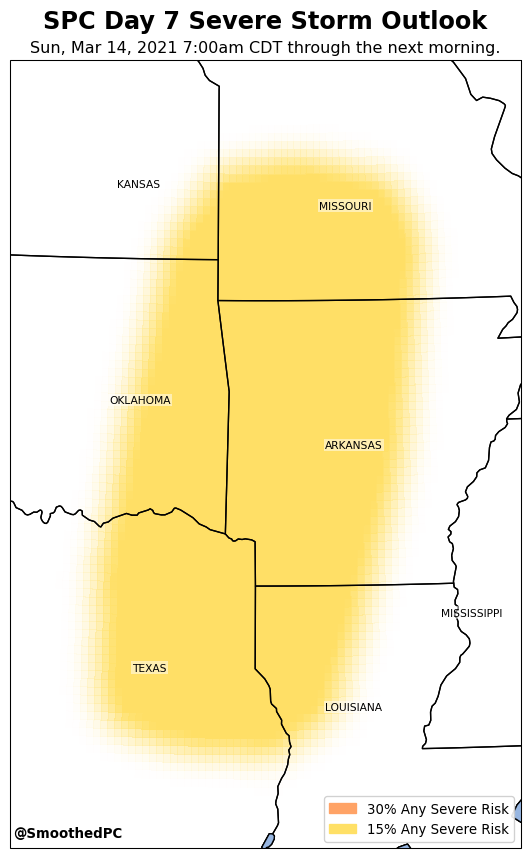 SPC Day 7 Severe Storm Outlook
Sun, Mar 14, 2021 7:00am CDT through the next morning.
KANSAS
MISSOURI
OKLAHOMA
ARKANSAS
MISSISSIPPI
TEXAS
LOUISIANA
30% Any Severe Risk
15% Any Severe Risk
@SmoothedPC